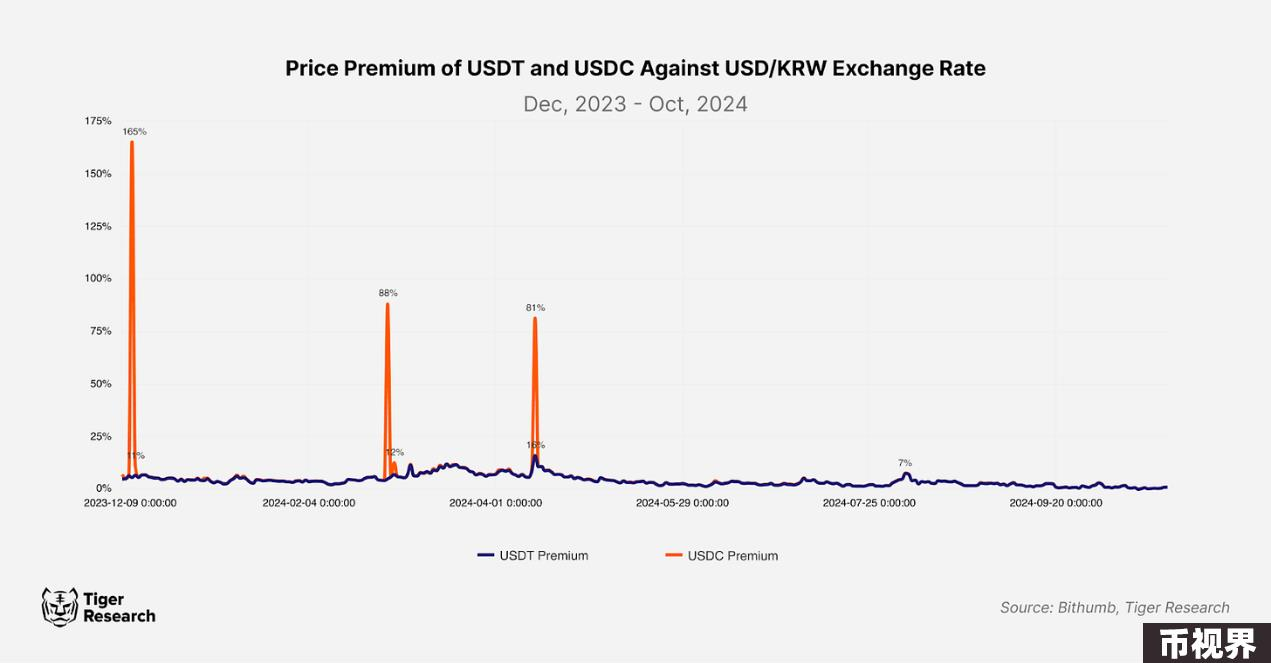 Price Premium of USDT and USDC Against USD/KRW Exchange Rate
Dec, 2023 - Oct, 2024
175%
165%
150%
125%
100%
88%
81%
75%
50%
25%
16%
12%
11%
7%
0%
2023-12-09 0:00:00
2024-02-04 0:00:00
2024-04-01 0:00:00
2024-05-29 0:00:00
2024-07-25 0:00:00
2024-09-20 0:00:00
USDT Premium
USDC Premium
Tiger
Research
Source: Bithumb, Tiger Research
币视界